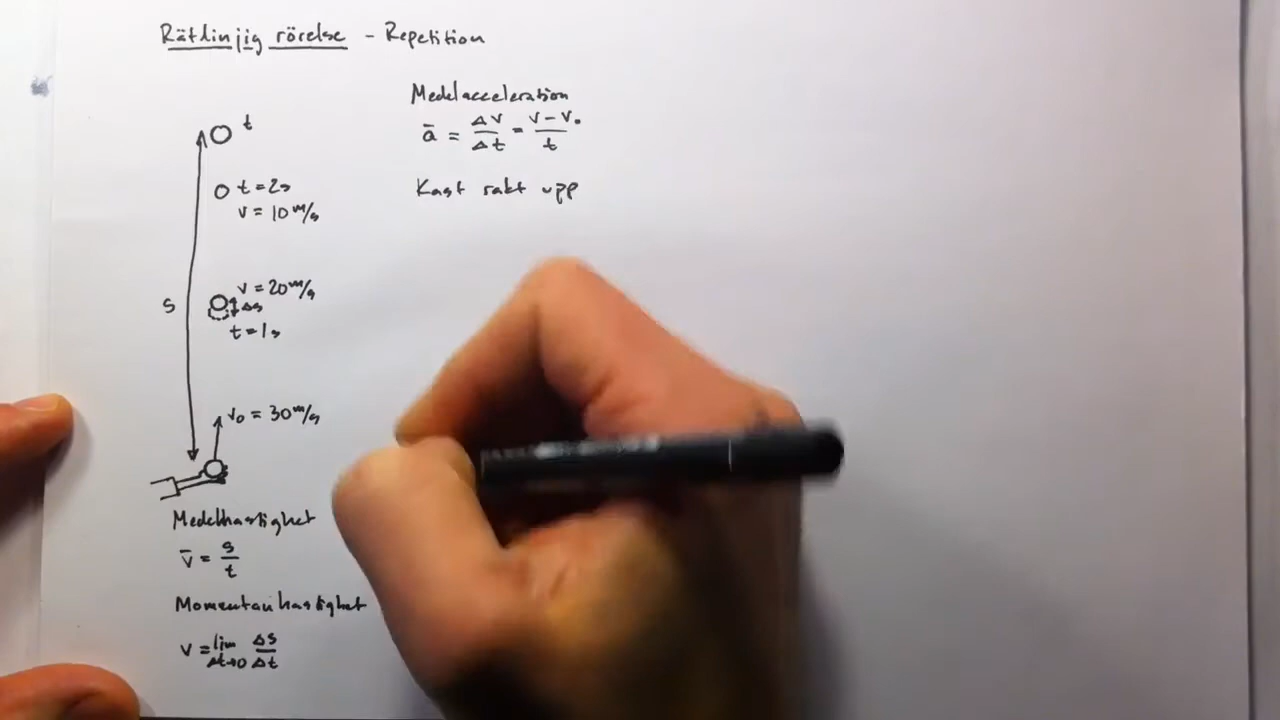 Rätlinjig rörelse - Repetition
t
t = 2s
v = 10 m/s
v = 20 m/s
Δs
t = 1s
s
v₀ = 30 m/s
Medelhastighet
v̄ = s/t
Momentanhastighet
v = lim Δt→0 Δs/Δt
Medelacceleration
ā = Δv/Δt = v - v₀/t
Kast rakt upp